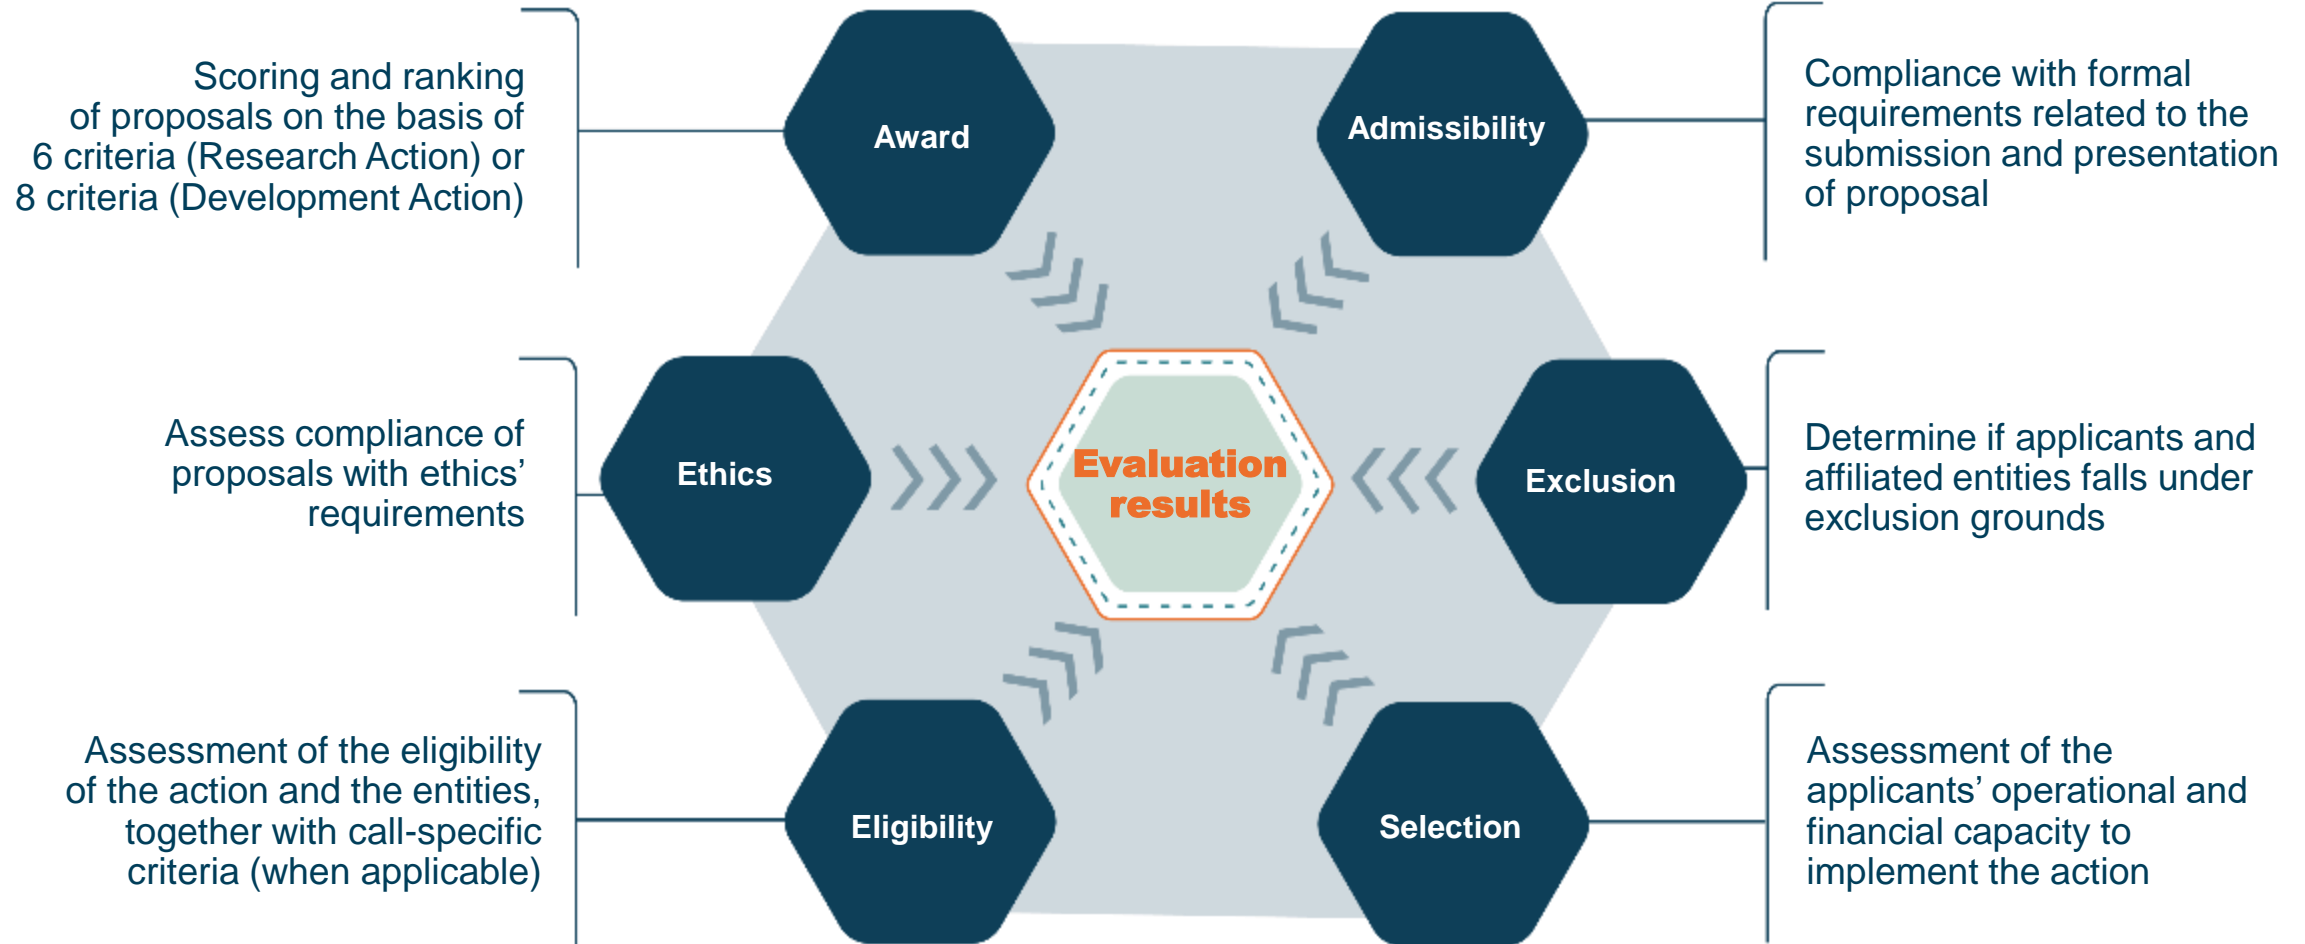 Scoring and ranking
of proposals on the basis of
6 criteria (Research Action) or
8 criteria (Development Action)
Award
Admissibility
Compliance with formal
requirements related to the
submission and presentation
of proposal
Assess compliance of
proposals with ethics’
requirements
Ethics
Evaluation
results
Exclusion
Determine if applicants and
affiliated entities falls under
exclusion grounds
Assessment of the eligibility
of the action and the entities,
together with call-specific
criteria (when applicable)
Eligibility
Selection
Assessment of the
applicants’ operational and
financial capacity to
implement the action